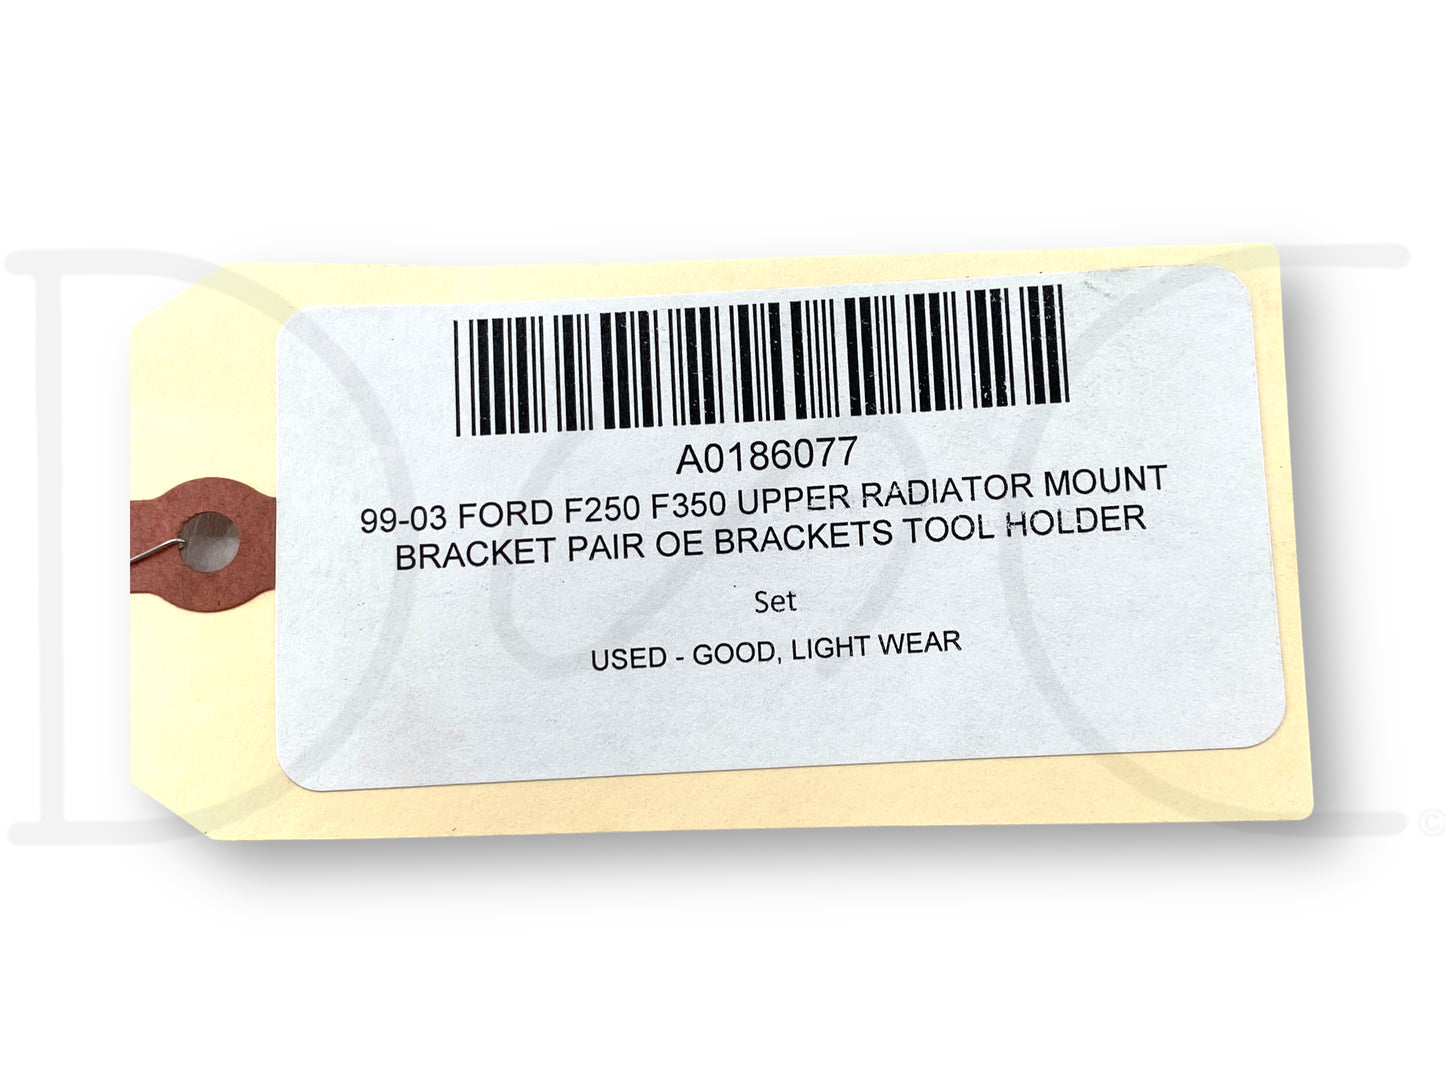 A0186077
99-03 FORD F250 F350 UPPER RADIATOR MOUNT
BRACKET PAIR OE BRACKETS TOOL HOLDER
Set
USED - GOOD, LIGHT WEAR
©